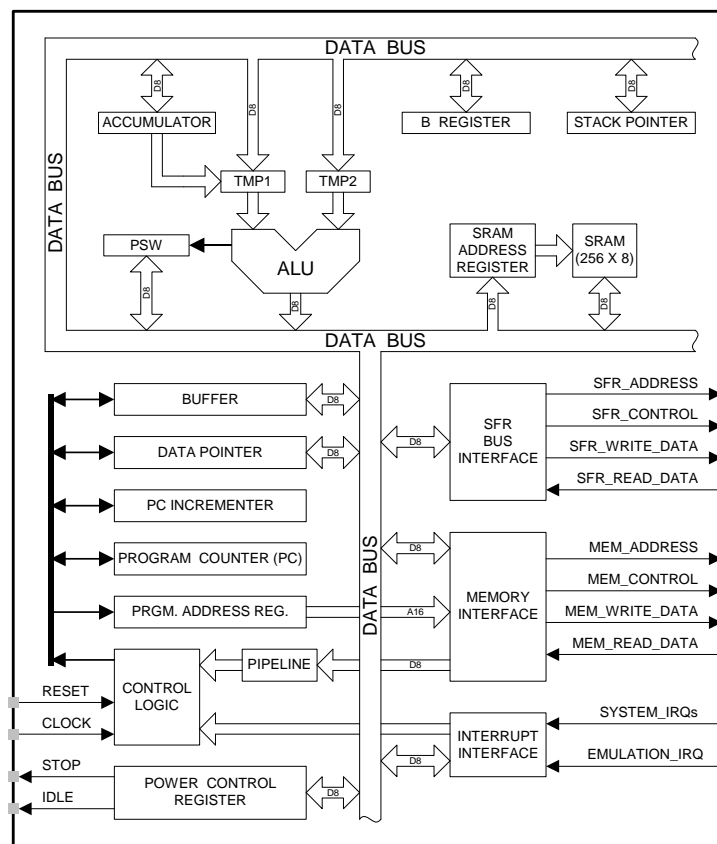 DATA BUS
D8
D8
D8
D8
D8
ACCUMULATOR
B REGISTER
STACK POINTER
DATA BUS
TMP1
TMP2
PSW
ALU
SRAM
ADDRESS
REGISTER
SRAM
(256 X 8)
D8
D8
D8
D8
DATA BUS
BUFFER
D8
DATA POINTER
D8
PC INCREMENTER
PROGRAM COUNTER (PC)
PRGM. ADDRESS REG.
A16
DATA BUS
D8
SFR
BUS
INTERFACE
SFR_ADDRESS
SFR_CONTROL
SFR_WRITE_DATA
SFR_READ_DATA
D8
MEMORY
INTERFACE
MEM_ADDRESS
MEM_CONTROL
MEM_WRITE_DATA
MEM_READ_DATA
CONTROL
LOGIC
PIPELINE
D8
RESET
CLOCK
INTERRUPT
INTERFACE
SYSTEM_IRQs
EMULATION_IRQ
D8
STOP
IDLE
POWER CONTROL
REGISTER
D8